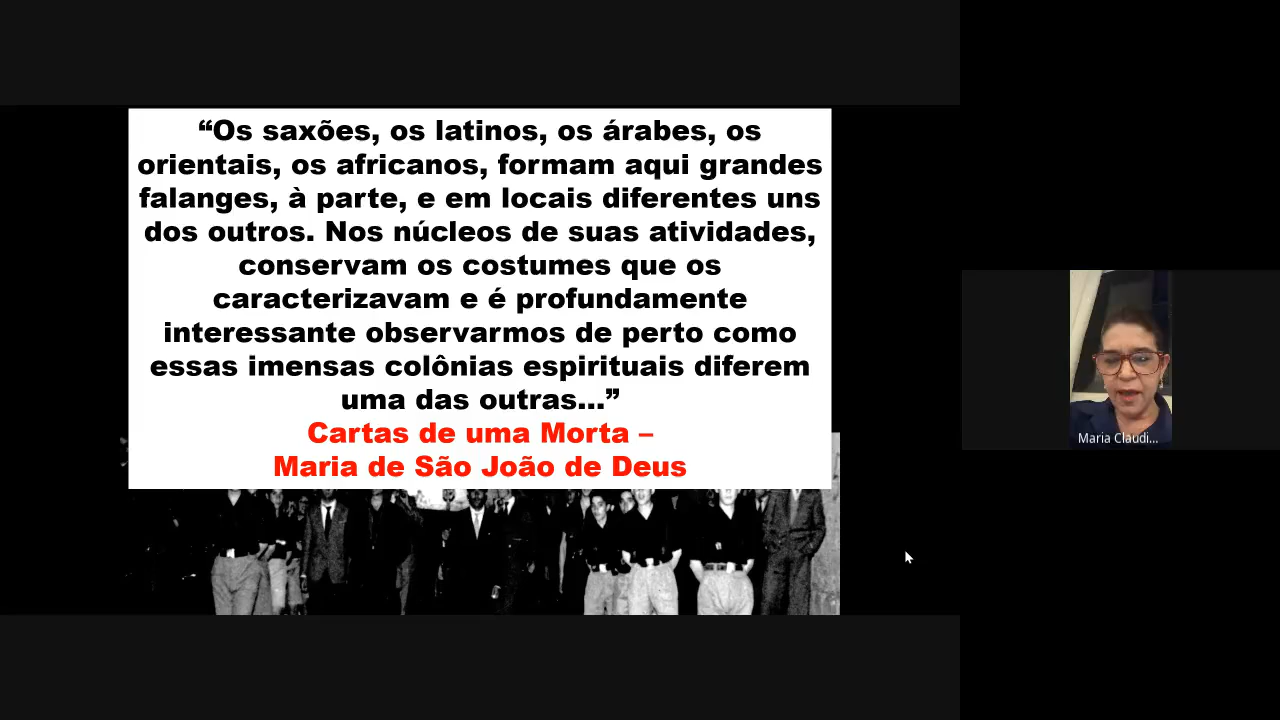 “Os saxões, os latinos, os árabes, os
orientais, os africanos, formam aqui grandes
falanges, à parte, e em locais diferentes uns
dos outros. Nos núcleos de suas atividades,
conservam os costumes que os
caracterizavam e é profundamente
interessante observarmos de perto como
essas imensas colônias espirituais diferem
uma das outras...”
Cartas de uma Morta –
Maria de São João de Deus
Maria Claudi...